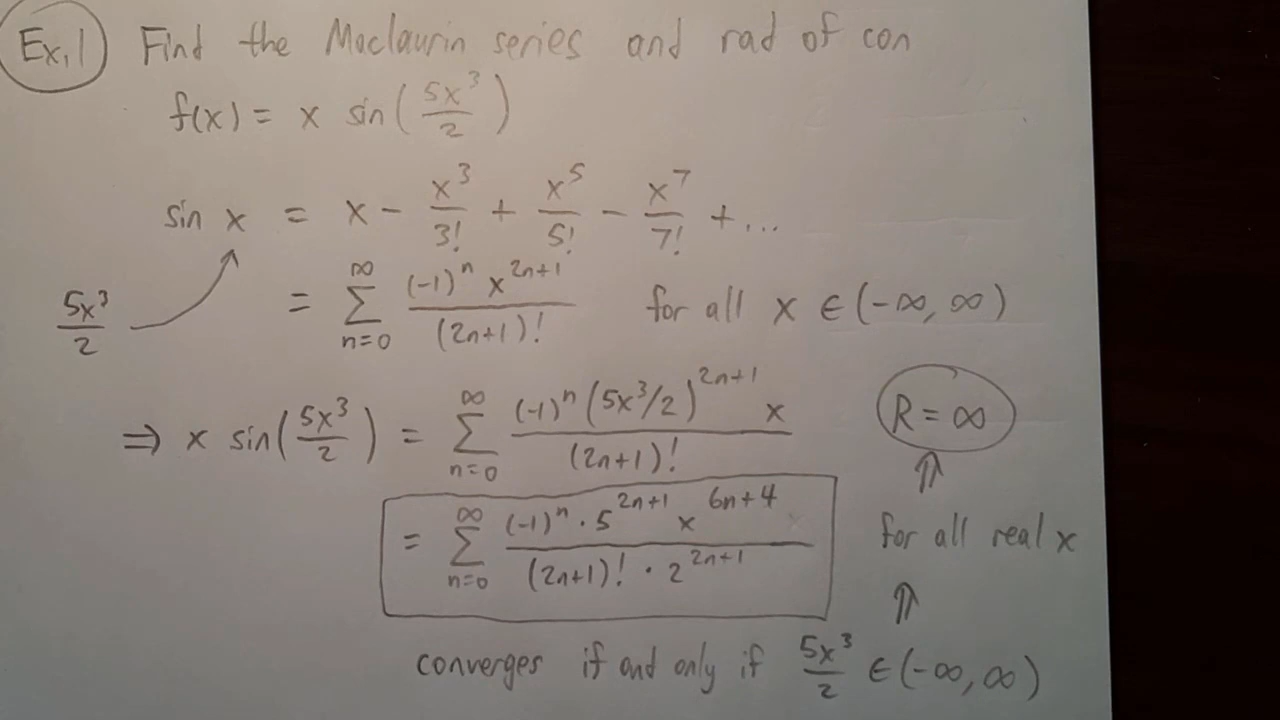 Ex.1 Find the Maclaurin series and rad of con
f(x) = x sin(5x³/2)
sin x = x - x³/3! + x⁵/5! - x⁷/7! + ...
5x³/2
= ∑_{n=0}^{∞} (-1)ⁿ x^{2n+1} / (2n+1)! for all x ∈ (-∞, ∞)
⇒ x sin(5x³/2) = ∑_{n=0}^{∞} (-1)ⁿ (5x³/2)^{2n+1} x / (2n+1)! R = ∞
= ∑_{n=0}^{∞} (-1)ⁿ · 5^{2n+1} x^{6n+4} / (2n+1)! · 2^{2n+1} ⇑ for all real x
⇑
converges if and only if 5x³/2 ∈ (-∞, ∞)